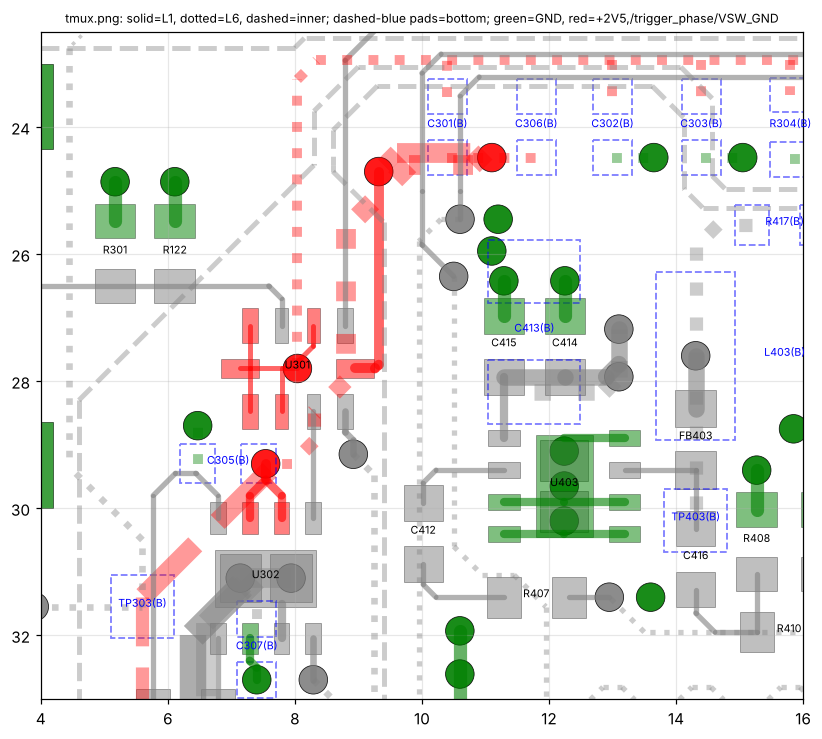 tmux.png: solid=L1, dotted=L6, dashed=inner; dashed-blue pads=bottom; green=GND, red=+2V5,/trigger_phase/VSW_GND
24
C301(B) C306(B) C302(B) C303(B) R304(B)
R417(B)
26
R301 R122
C413(B)
C415 C414
L403(B)
U301
28
FB403
C305(B)
U403
30
TP403(B)
C412 C416 R408
U302
TP303(B)
R407
R410
32
C307(B)
4 6 8 10 12 14 16